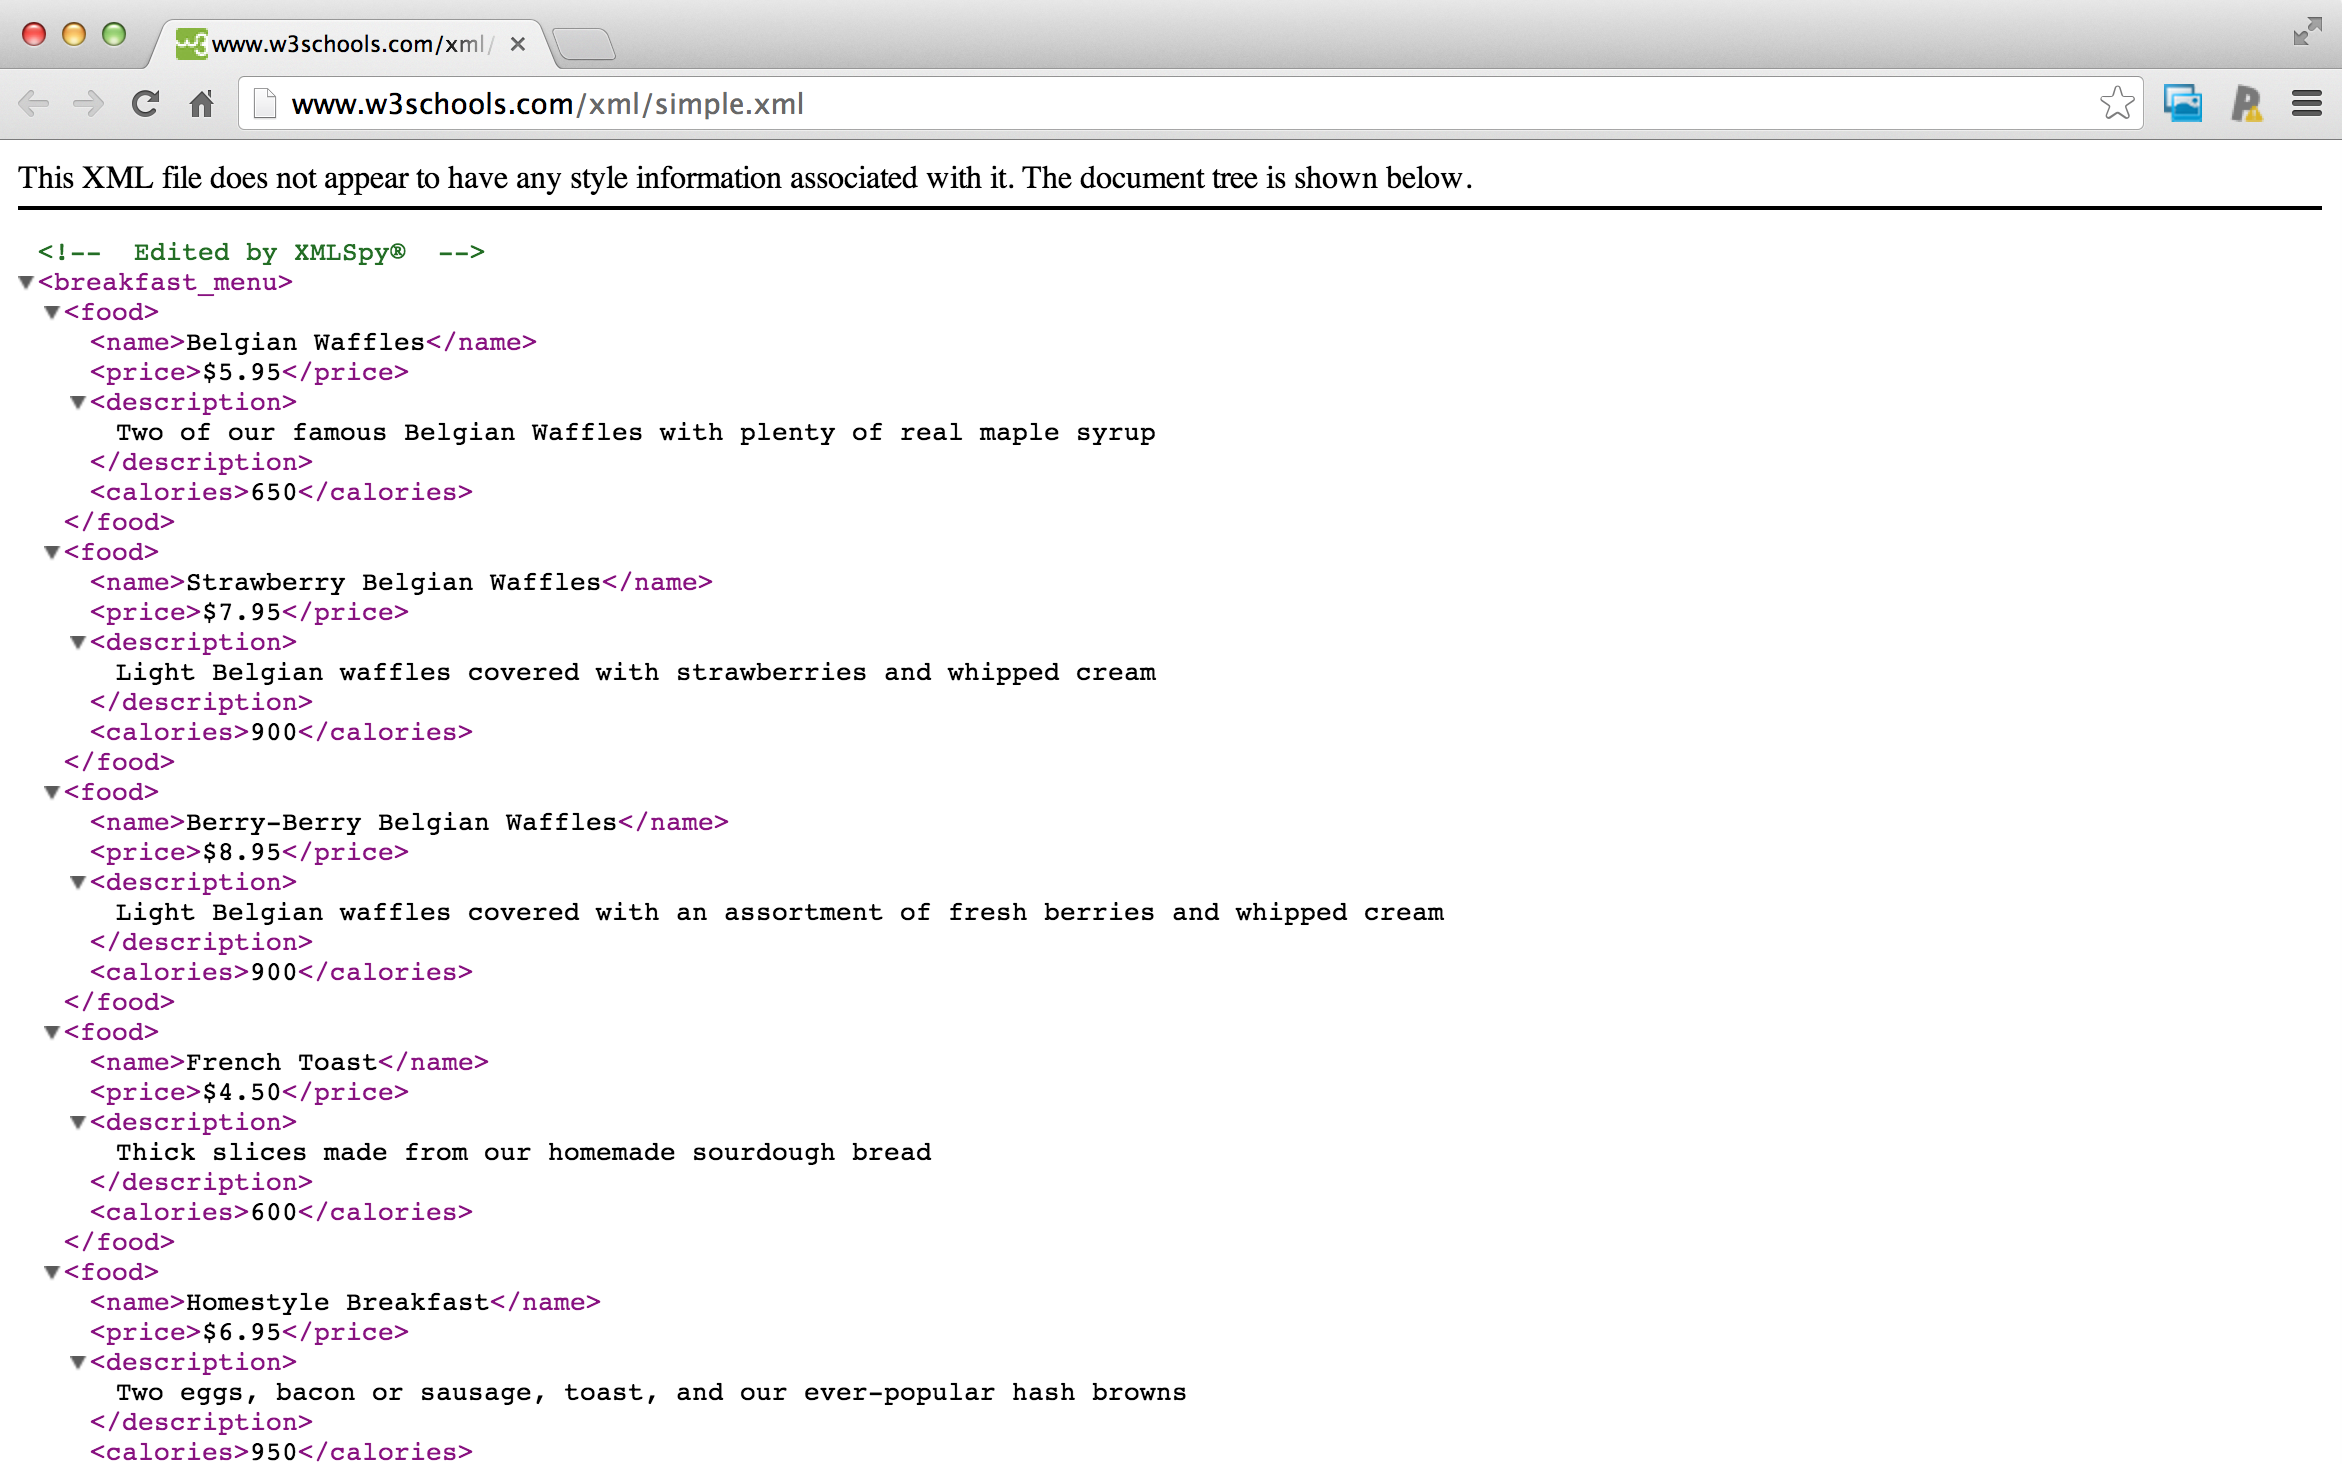 www.w3schools.com/xml/
www.w3schools.com/xml/simple.xml
This XML file does not appear to have any style information associated with it. The document tree is shown below.
<!--  Edited by XMLSpy®  -->
<breakfast_menu>
<food>
<name>Belgian Waffles</name>
<price>$5.95</price>
<description>
Two of our famous Belgian Waffles with plenty of real maple syrup
</description>
<calories>650</calories>
</food>
<food>
<name>Strawberry Belgian Waffles</name>
<price>$7.95</price>
<description>
Light Belgian waffles covered with strawberries and whipped cream
</description>
<calories>900</calories>
</food>
<food>
<name>Berry-Berry Belgian Waffles</name>
<price>$8.95</price>
<description>
Light Belgian waffles covered with an assortment of fresh berries and whipped cream
</description>
<calories>900</calories>
</food>
<food>
<name>French Toast</name>
<price>$4.50</price>
<description>
Thick slices made from our homemade sourdough bread
</description>
<calories>600</calories>
</food>
<food>
<name>Homestyle Breakfast</name>
<price>$6.95</price>
<description>
Two eggs, bacon or sausage, toast, and our ever-popular hash browns
</description>
<calories>950</calories>